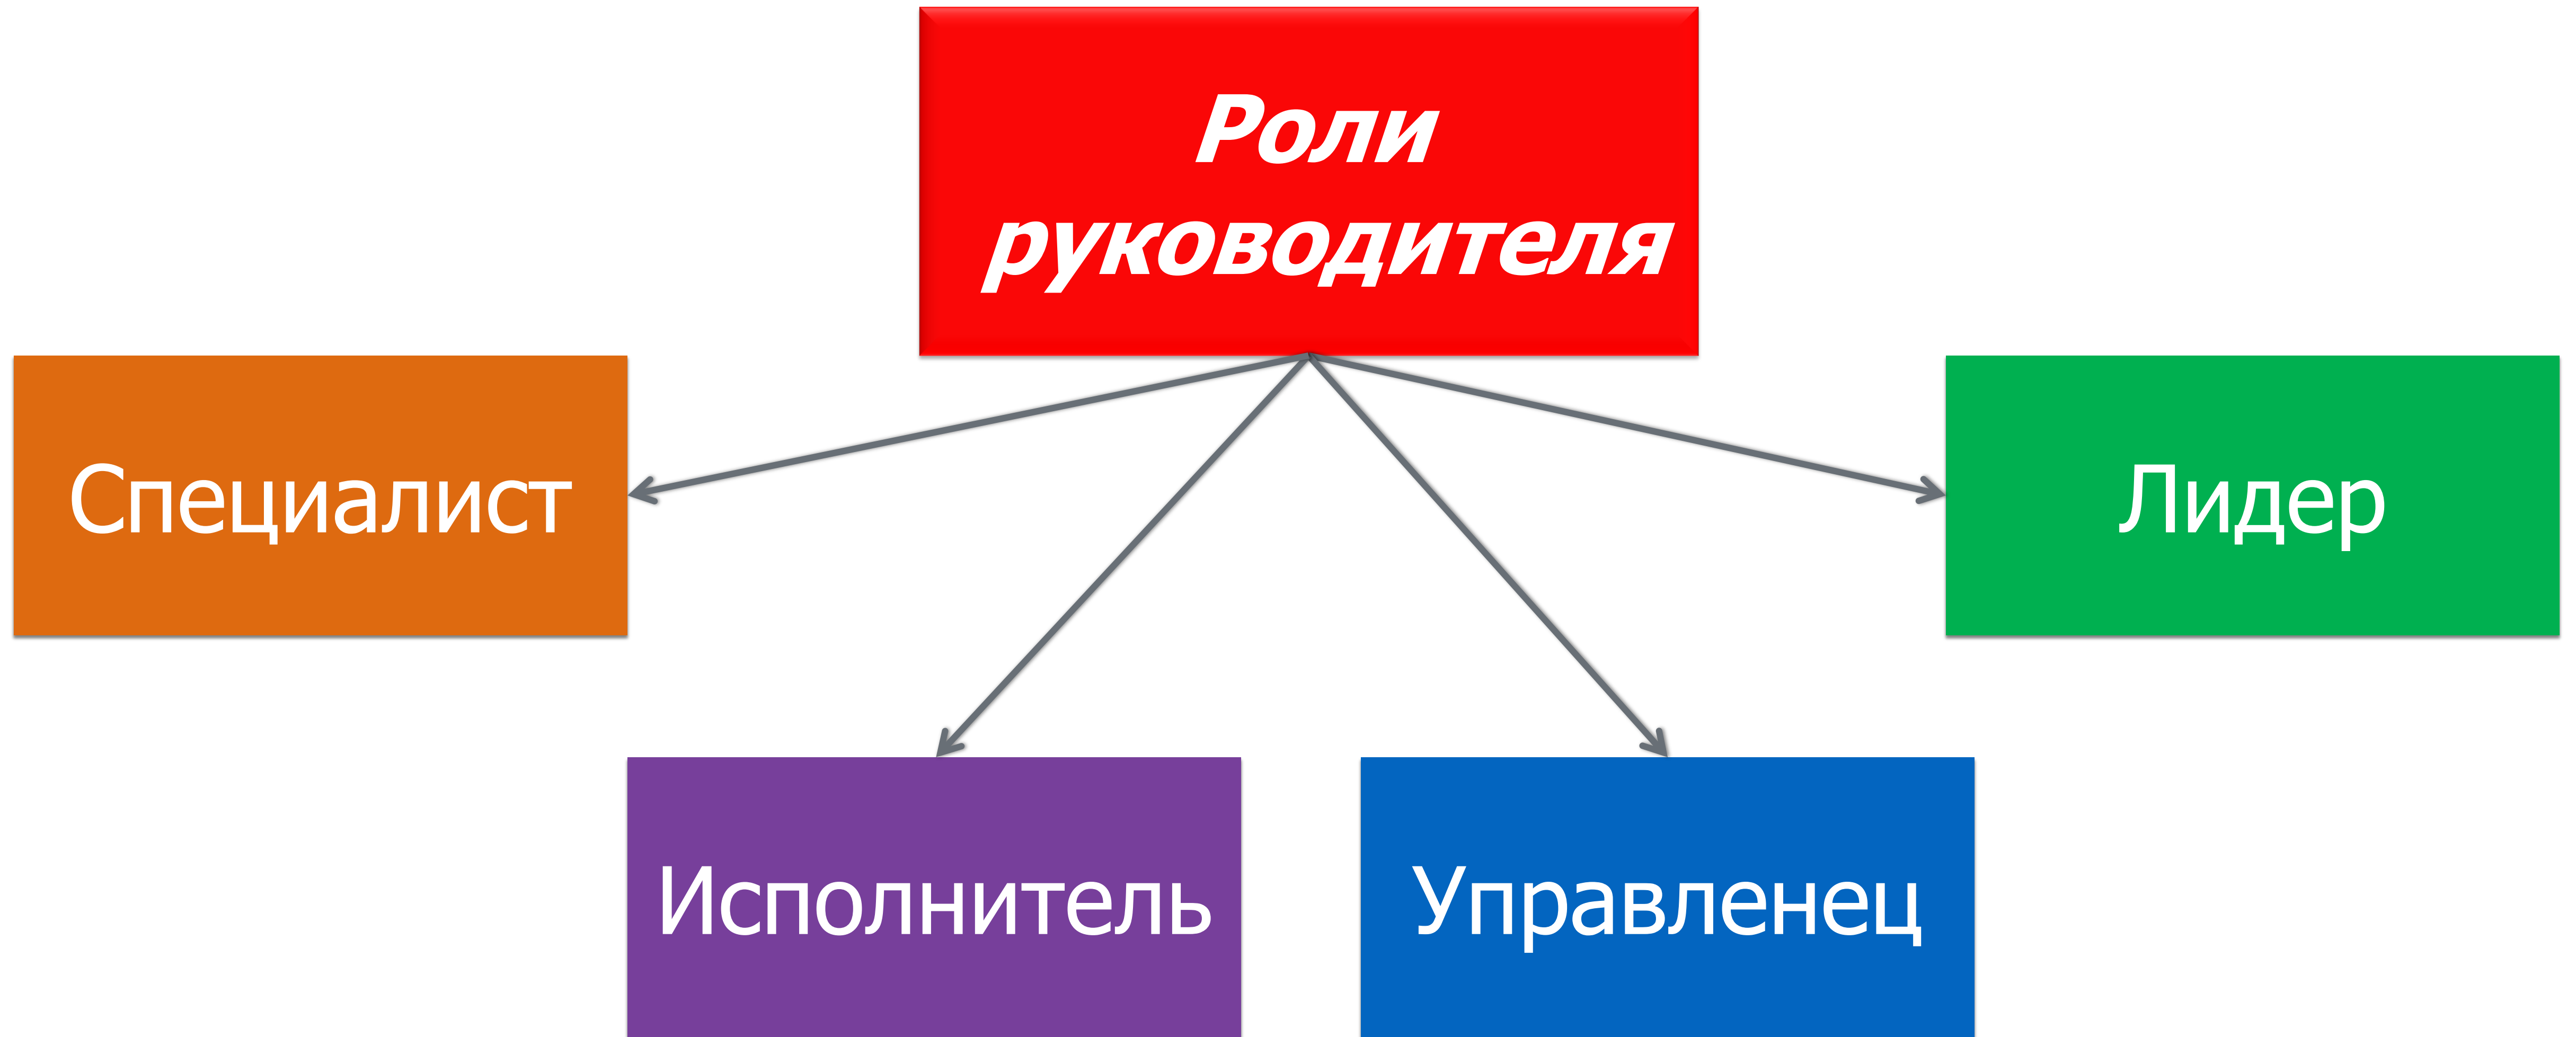 Роли
руководителя
Специалист
Лидер
Исполнитель
Управленец